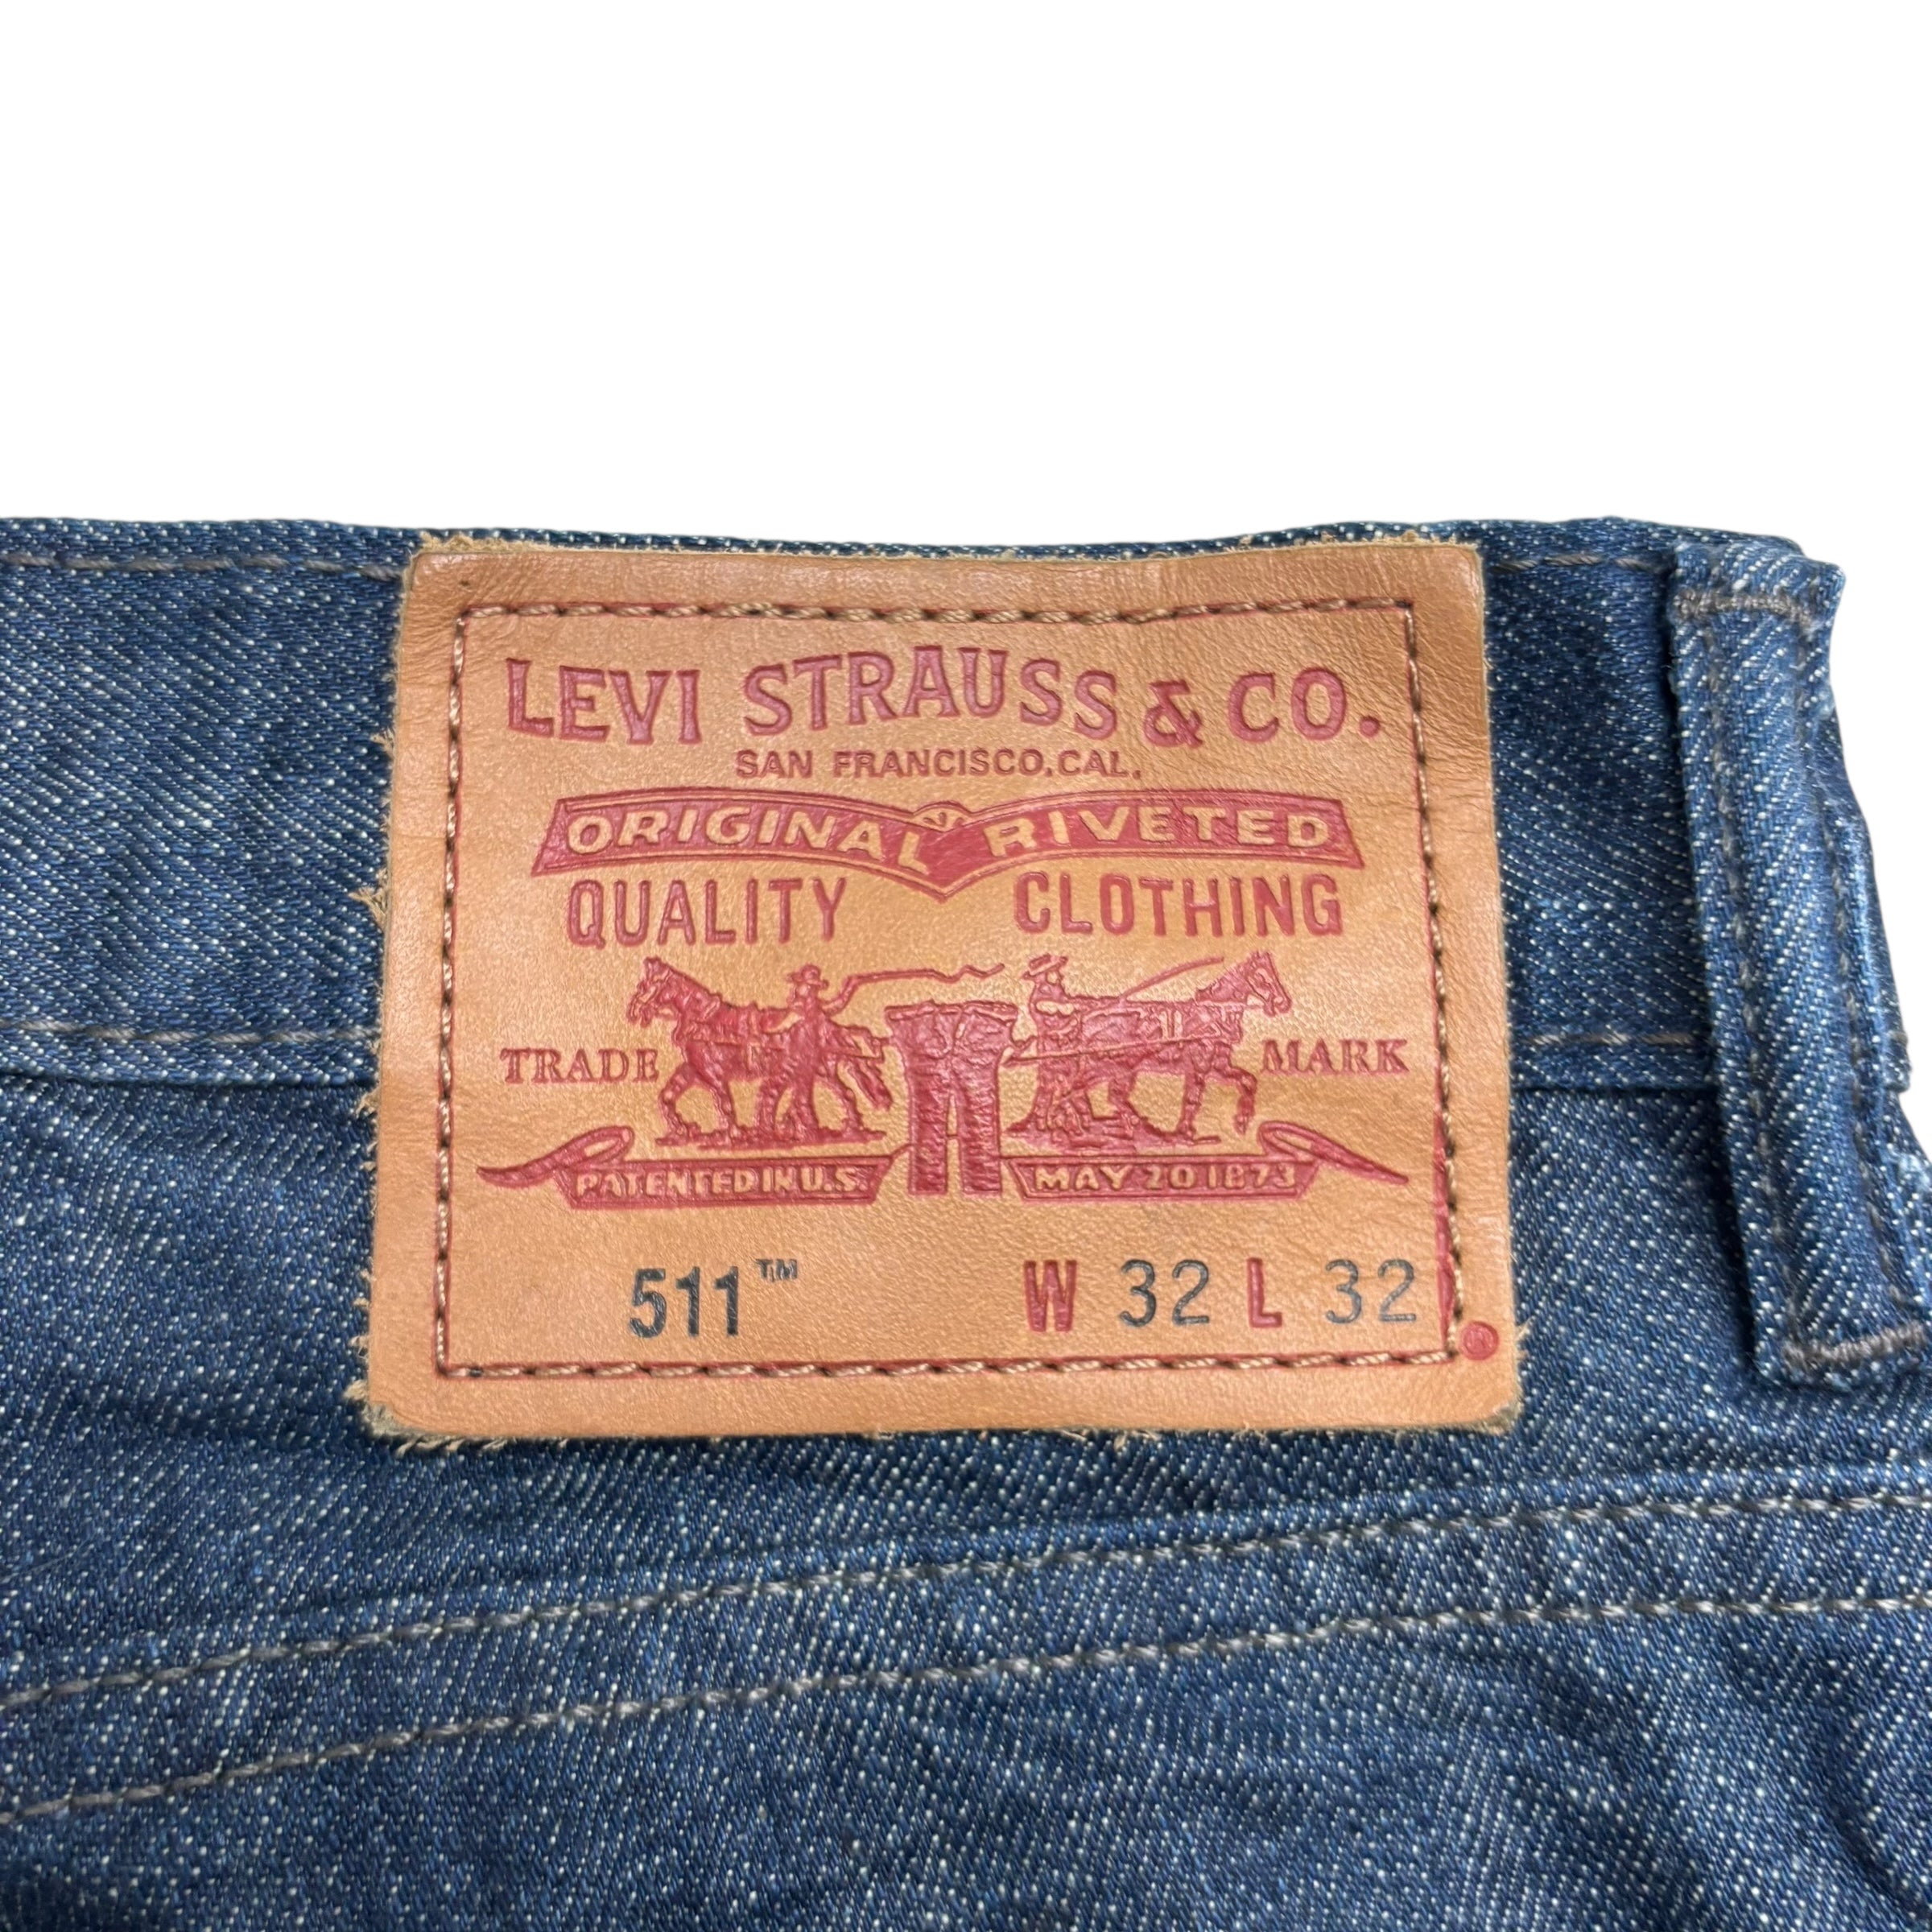 LEVI STRAUSS & CO.
SAN FRANCISCO, CAL.
ORIGINAL RIVETED
QUALITY CLOTHING
TRADE MARK
PATENTED IN U.S. MAY 20 1873
511™ W 32 L 32